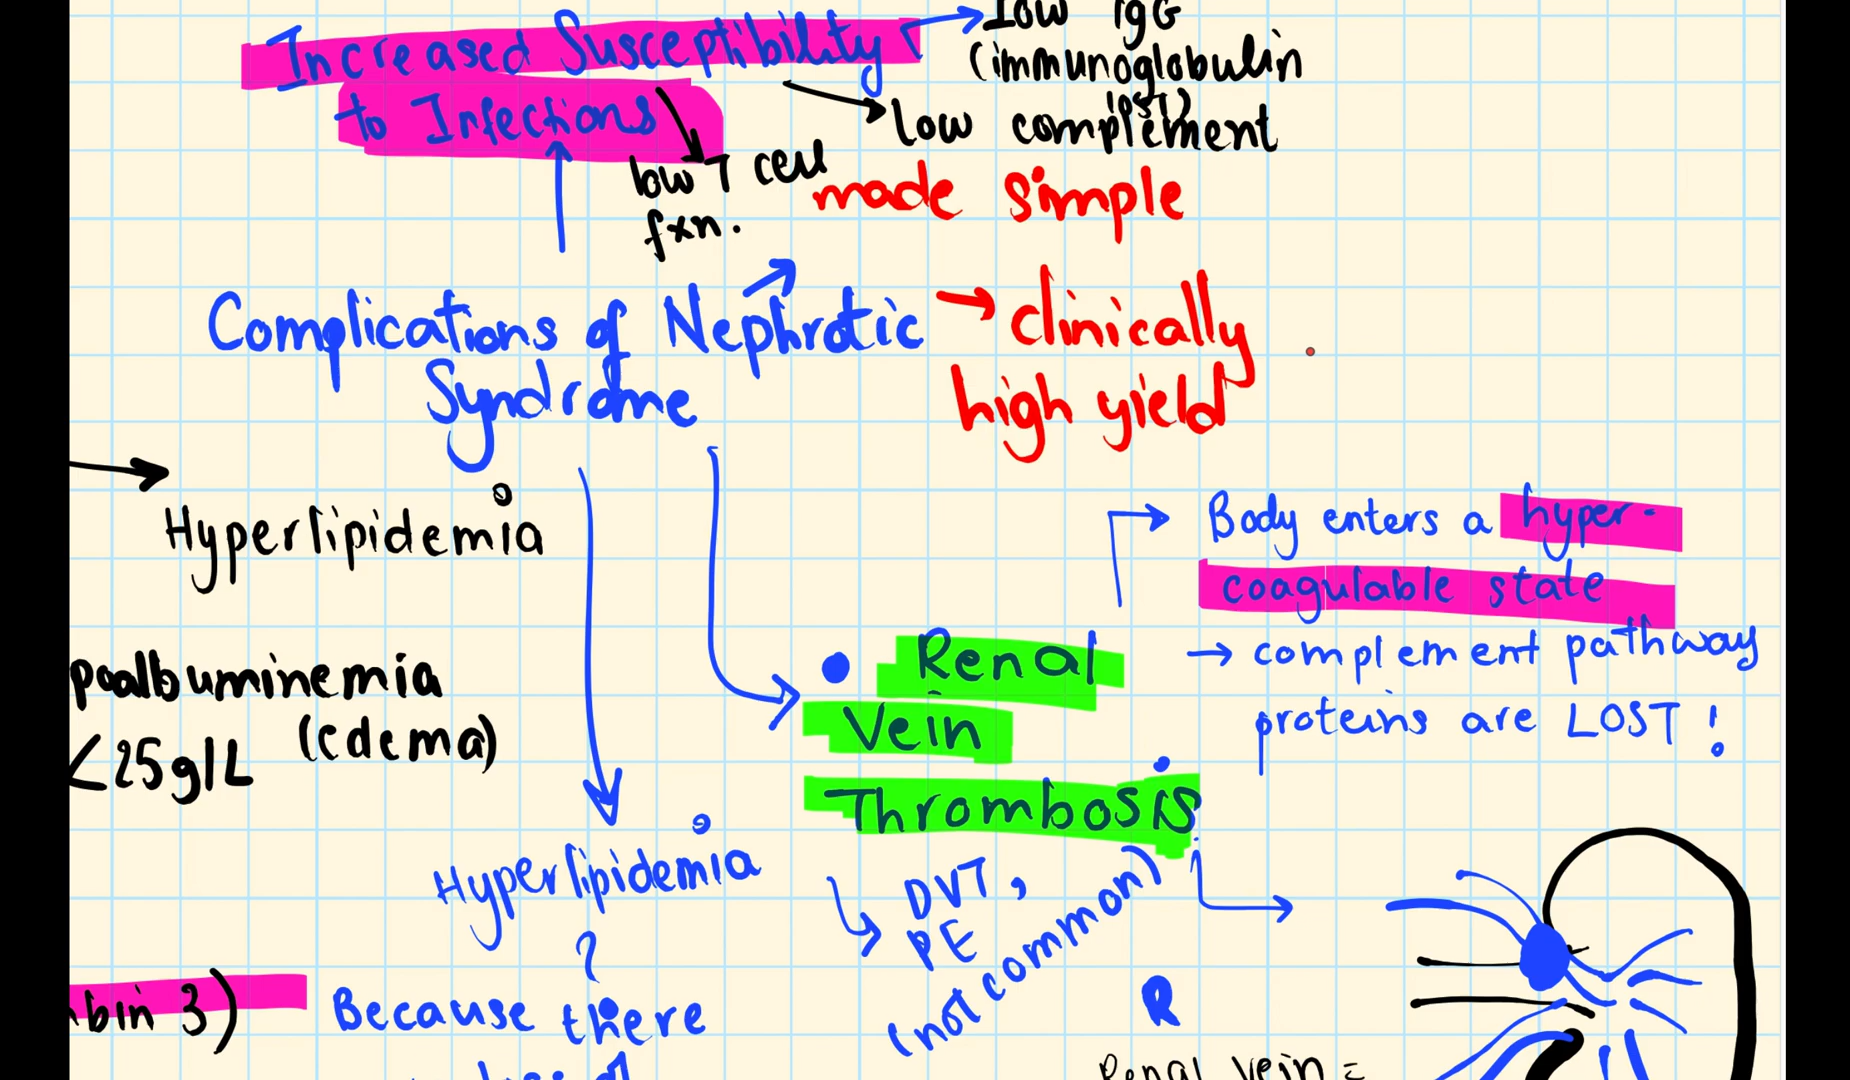 Increased Susceptibility
to Infections
Low IgG
(immunoglobulin
lost)
Low complement
low T cell
fxn.
made simple
Complications of Nephrotic
Syndrome
→ clinically
high yield
Hyperlipidemia
Body enters a hyper-
coagulable state
→ complement pathway
proteins are LOST!
poalbuminemia
(edema)
<25g/L
• Renal
Vein
Thrombosis
Hyperlipidemia
?
DVT,
PE
(not common)
bin 3)
Because there
R
Renal vein =